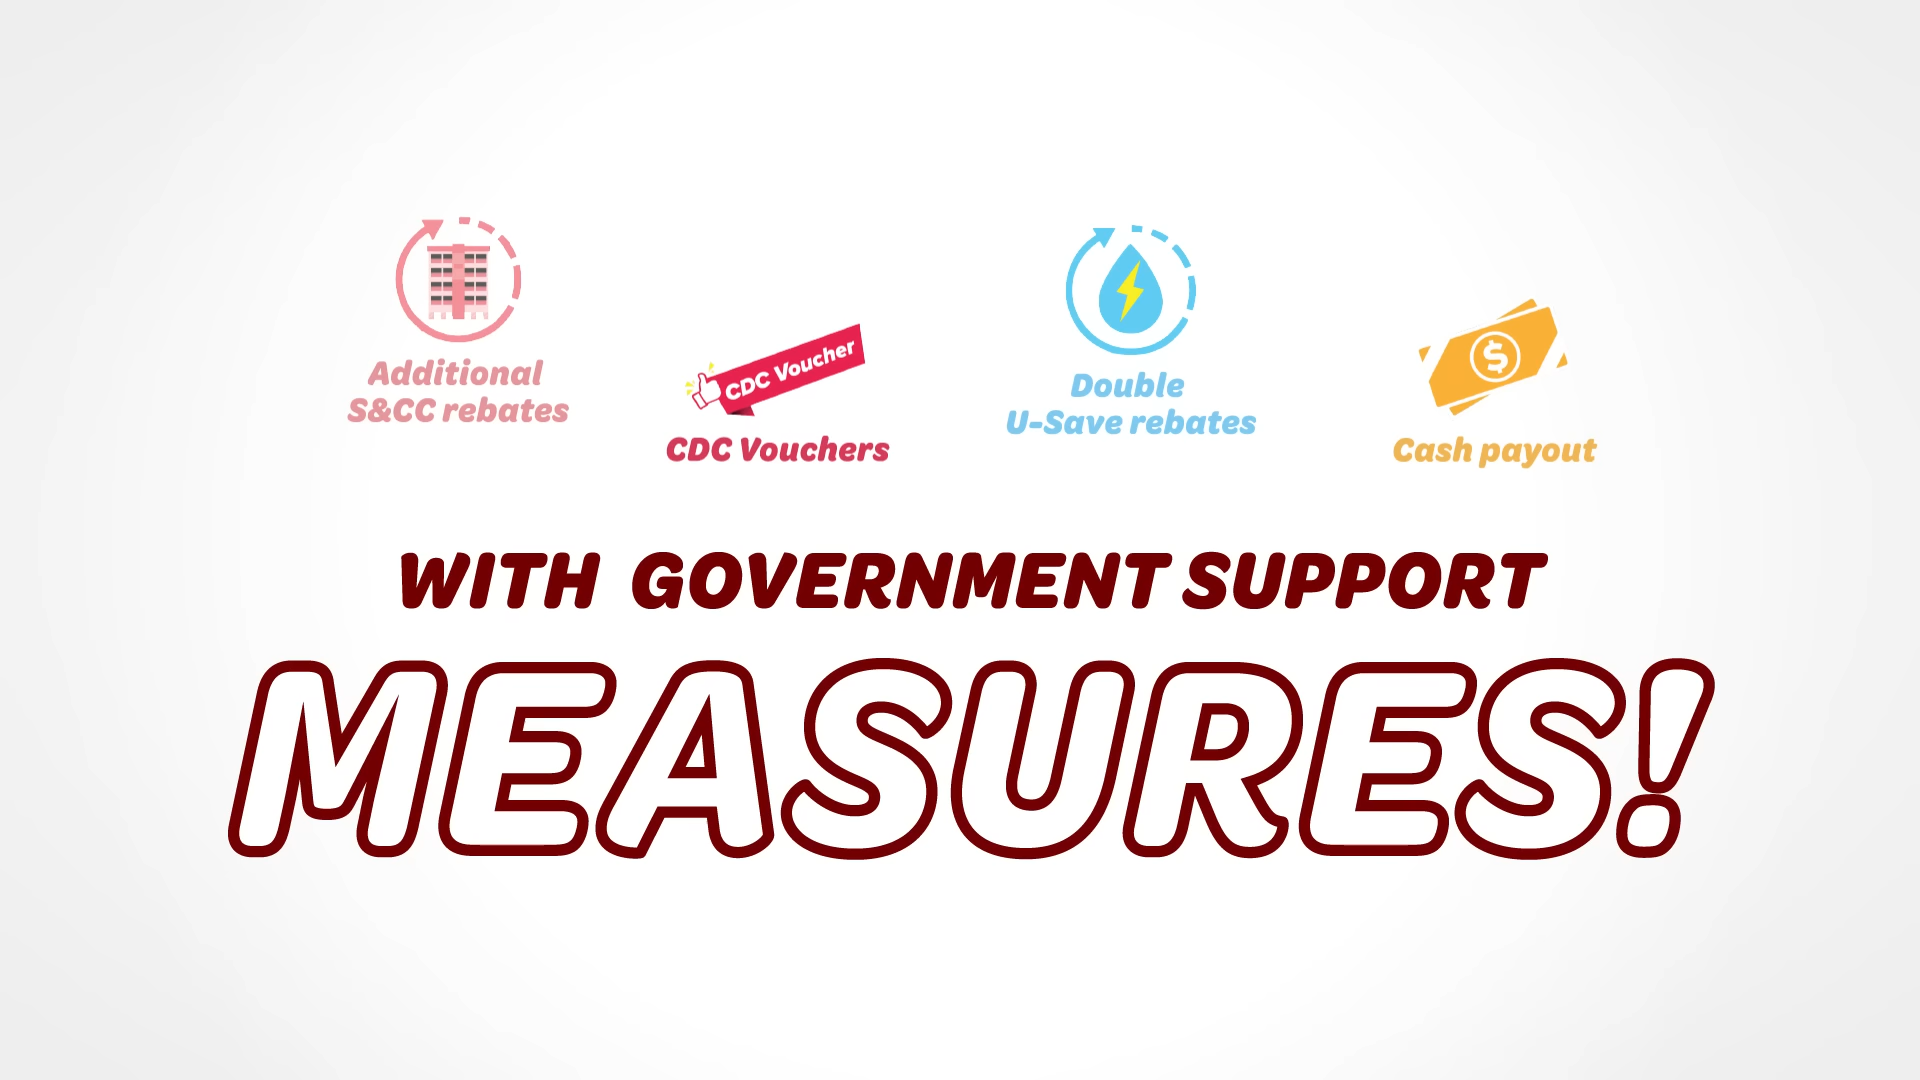 Additional
S&CC rebates
CDC Voucher
CDC Vouchers
Double
U-Save rebates
$
Cash payout
WITH GOVERNMENT SUPPORT
MEASURES!